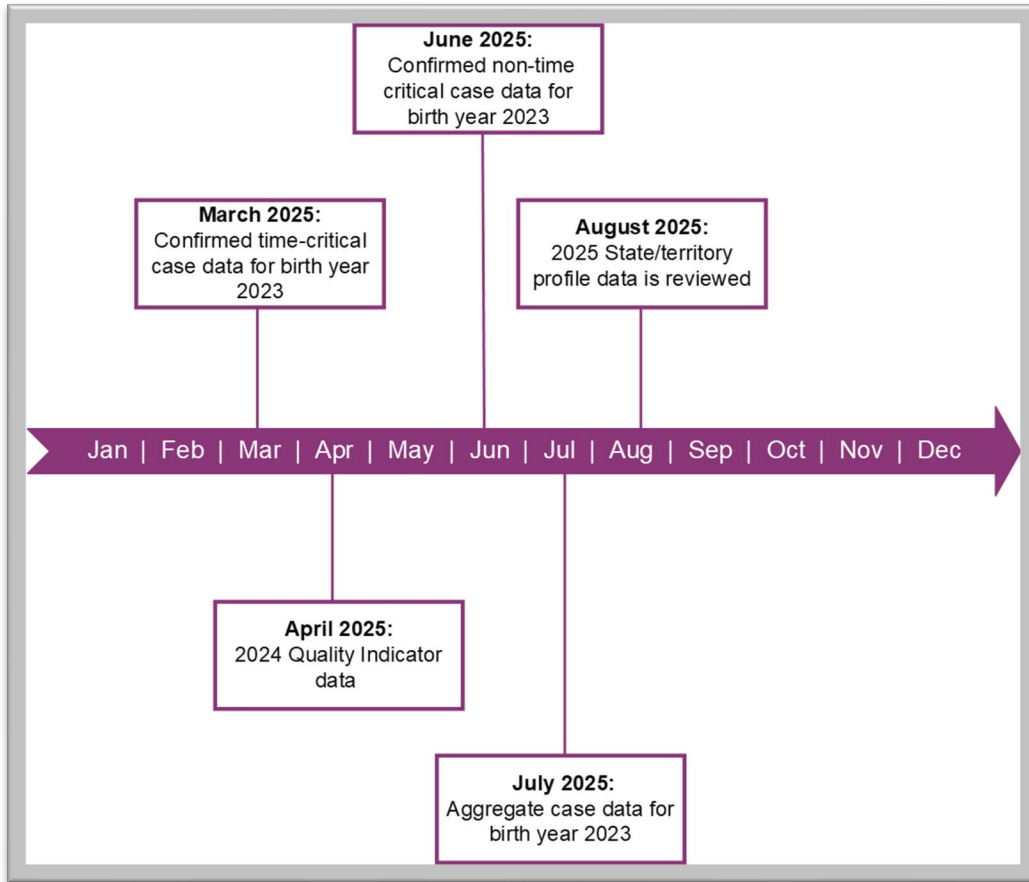 June 2025:
Confirmed non-time
critical case data for
birth year 2023
March 2025:
Confirmed time-critical
case data for birth year
2023
August 2025:
2025 State/territory
profile data is reviewed
Jan | Feb | Mar | Apr | May | Jun | Jul | Aug | Sep | Oct | Nov | Dec
April 2025:
2024 Quality Indicator
data
July 2025:
Aggregate case data for
birth year 2023